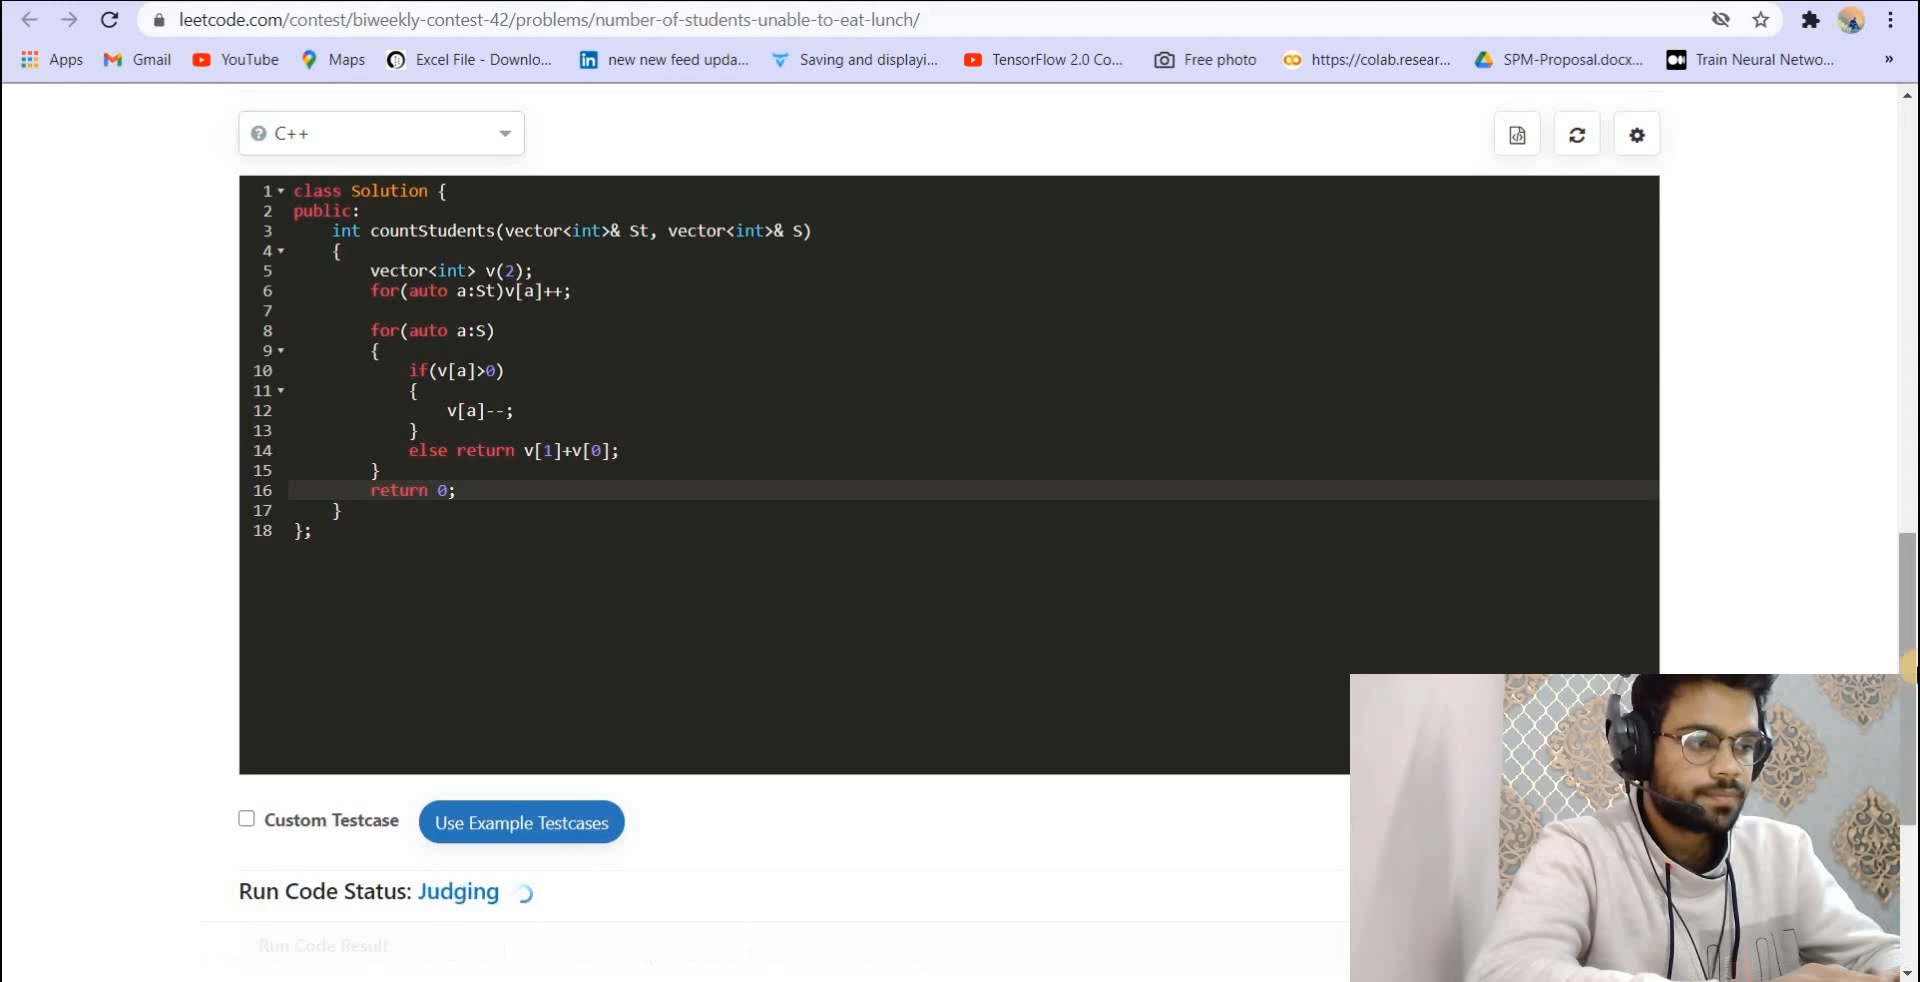 leetcode.com/contest/biweekly-contest-42/problems/number-of-students-unable-to-eat-lunch/
Apps Gmail YouTube Maps Excel File - Downlo... new new feed upda... Saving and displayi... TensorFlow 2.0 Co... Free photo https://colab.resear... SPM-Proposal.docx... Train Neural Netwo... »
C++
1 class Solution {
2 public:
3 int countStudents(vector<int>& St, vector<int>& S)
4 {
5 vector<int> v(2);
6 for(auto a:St)v[a]++;
7
8 for(auto a:S)
9 {
10 if(v[a]>0)
11 {
12 v[a]--;
13 }
14 else return v[1]+v[0];
15 }
16 return 0;
17 }
18 };
Custom Testcase Use Example Testcases
Run Code Status: Judging
Run Code Result